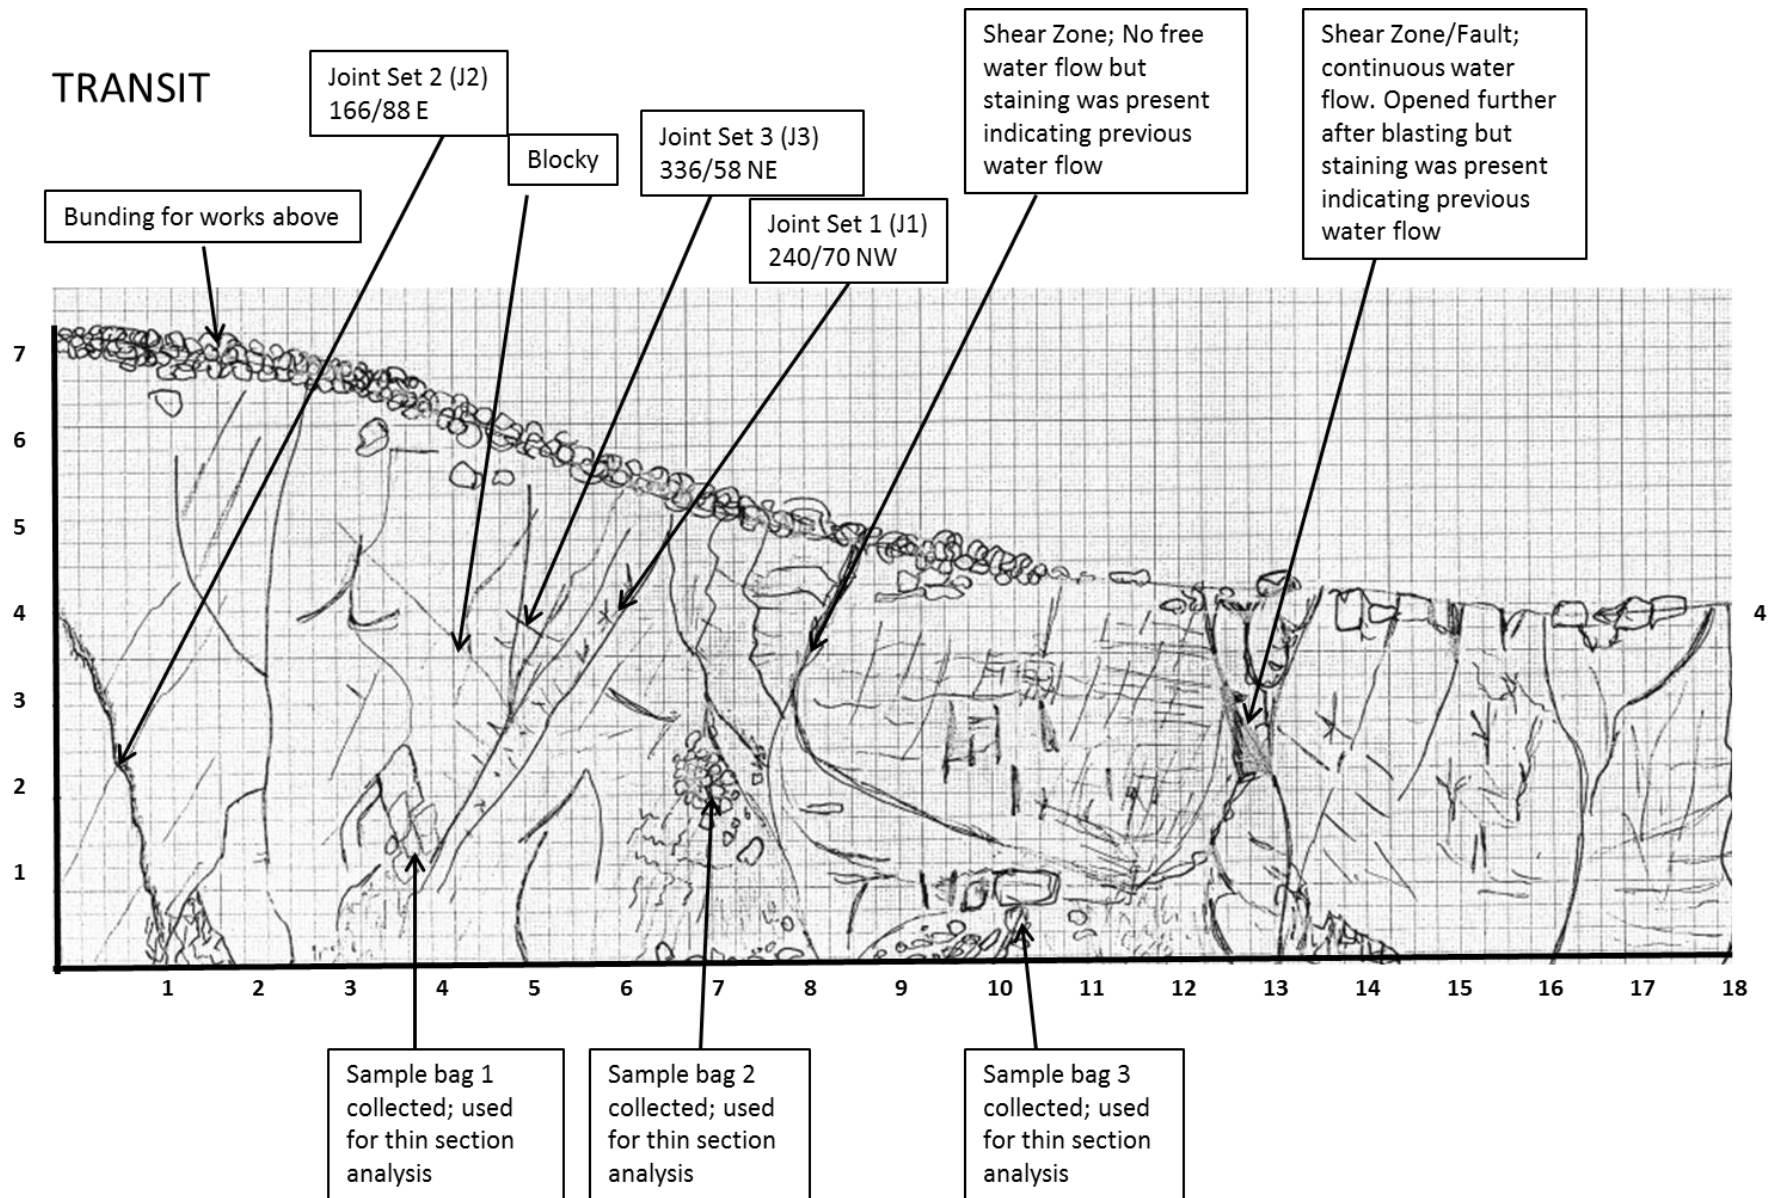 TRANSIT
Joint Set 2 (J2)
166/88 E
Blocky
Joint Set 3 (J3)
336/58 NE
Joint Set 1 (J1)
240/70 NW
Shear Zone; No free
water flow but
staining was present
indicating previous
water flow
Shear Zone/Fault;
continuous water
flow. Opened further
after blasting but
staining was present
indicating previous
water flow
Bunding for works above
7
6
5
4
3
2
1
4
1 2 3 4 5 6 7 8 9 10 11 12 13 14 15 16 17 18
Sample bag 1
collected; used
for thin section
analysis
Sample bag 2
collected; used
for thin section
analysis
Sample bag 3
collected; used
for thin section
analysis